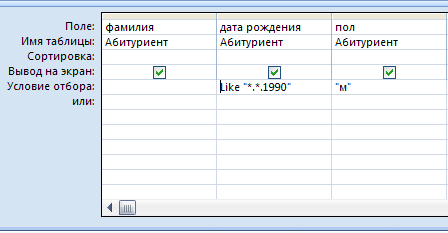 Поле: фамилия дата рождения пол
Имя таблицы: Абитуриент Абитуриент Абитуриент
Сортировка:
Вывод на экран:
Условие отбора: Like "*.*.1990" "м"
или: